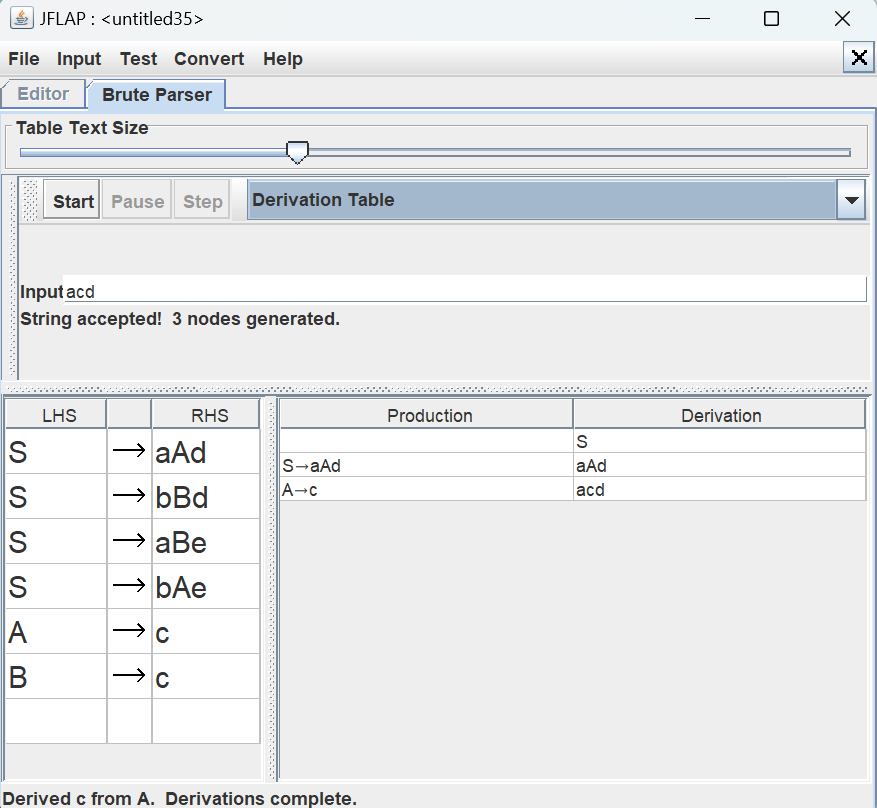 JFLAP : <untitled35>
File Input Test Convert Help
Editor Brute Parser
Table Text Size
Start Pause Step Derivation Table
Input acd
String accepted! 3 nodes generated.
LHS RHS
S → aAd
S → bBd
S → aBe
S → bAe
A → c
B → c
Production Derivation
S
S→aAd aAd
A→c acd
Derived c from A. Derivations complete.